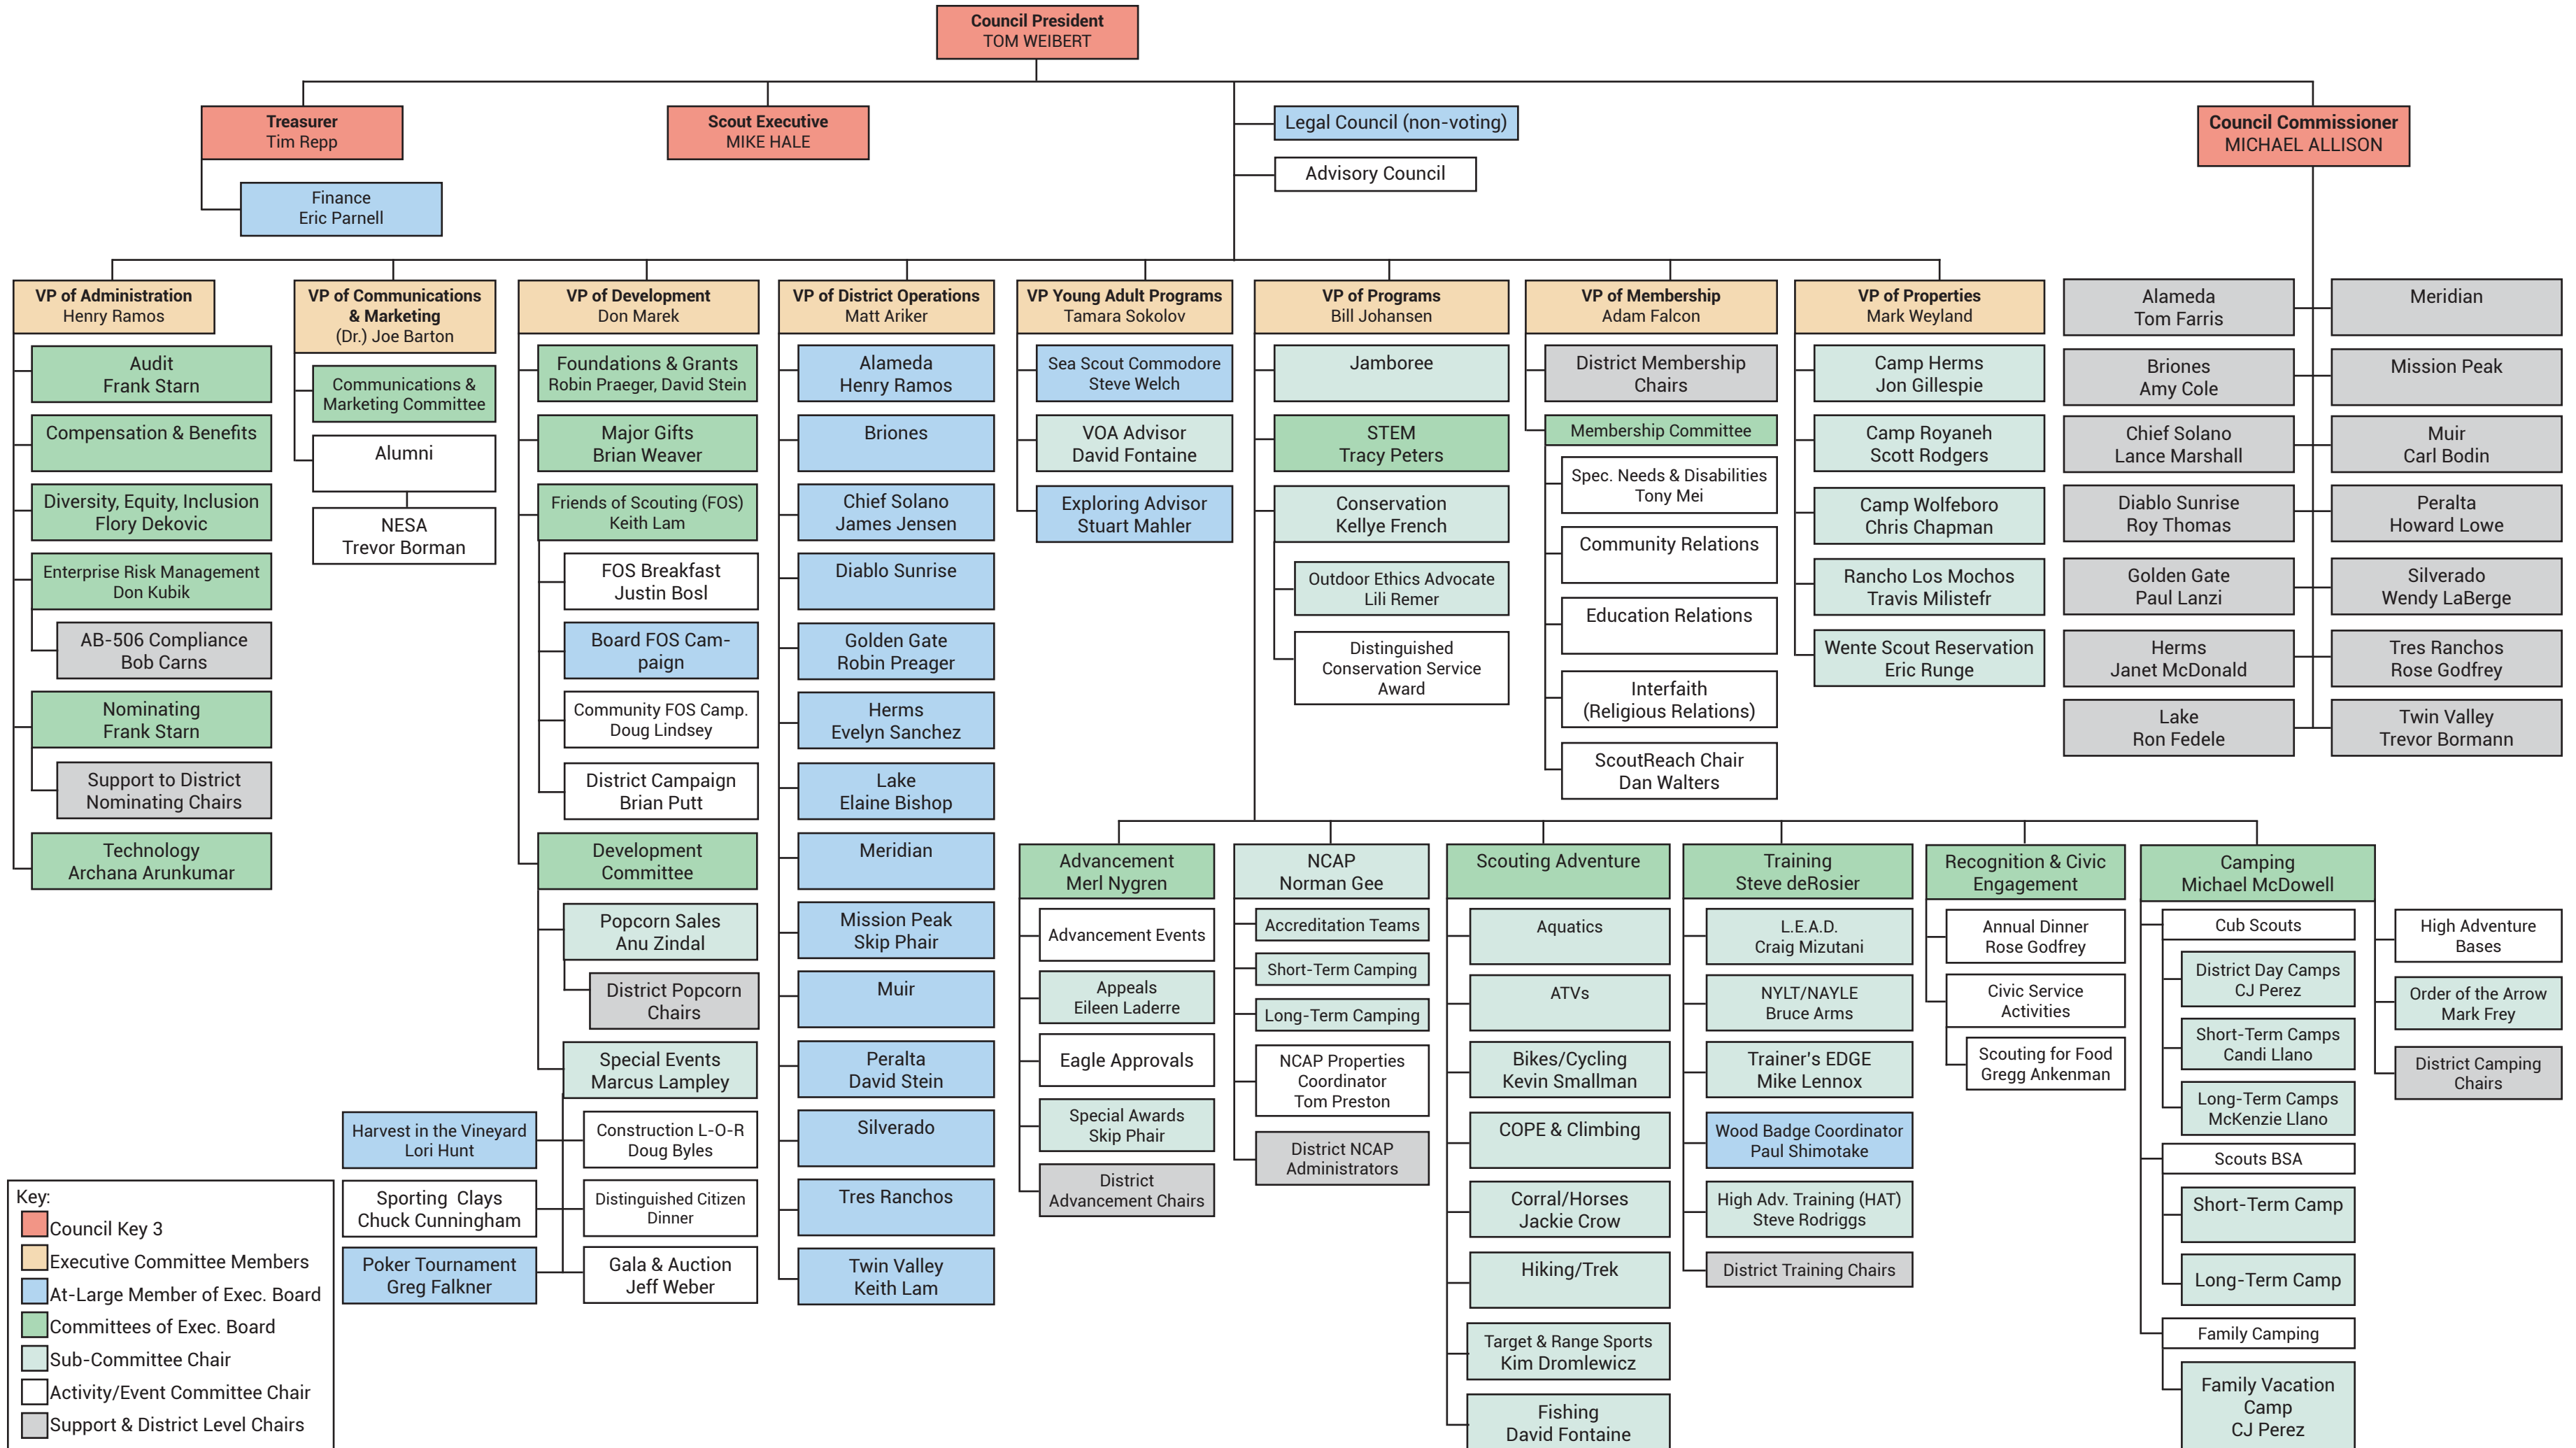 Council President
TOM WEIBERT
Treasurer
Tim Repp
Scout Executive
MIKE HALE
Legal Council (non-voting)
Advisory Council
Council Commissioner
MICHAEL ALLISON
Finance
Eric Parnell
VP of Administration
Henry Ramos
Audit
Frank Starn
Compensation & Benefits
Diversity, Equity, Inclusion
Flory Dekovic
Enterprise Risk Management
Don Kubik
AB-506 Compliance
Bob Carns
Nominating
Frank Starn
Support to District
Nominating Chairs
Technology
Archana Arunkumar
VP of Communications
& Marketing
(Dr.) Joe Barton
Communications &
Marketing Committee
Alumni
NESA
Trevor Borman
VP of Development
Don Marek
Foundations & Grants
Robin Praeger, David Stein
Major Gifts
Brian Weaver
Friends of Scouting (FOS)
Keith Lam
FOS Breakfast
Justin Bosl
Board FOS Cam-
paign
Community FOS Camp.
Doug Lindsey
District Campaign
Brian Putt
Development
Committee
Popcorn Sales
Anu Zindal
District Popcorn
Chairs
Special Events
Marcus Lampley
Harvest in the Vineyard
Lori Hunt
Construction L-O-R
Doug Byles
Sporting Clays
Chuck Cunningham
Distinguished Citizen
Dinner
Poker Tournament
Greg Falkner
Gala & Auction
Jeff Weber
VP of District Operations
Matt Ariker
Alameda
Henry Ramos
Briones
Chief Solano
James Jensen
Diablo Sunrise
Golden Gate
Robin Preager
Herms
Evelyn Sanchez
Lake
Elaine Bishop
Meridian
Mission Peak
Skip Phair
Muir
Peralta
David Stein
Silverado
Tres Ranchos
Twin Valley
Keith Lam
VP Young Adult Programs
Tamara Sokolov
Sea Scout Commodore
Steve Welch
VOA Advisor
David Fontaine
Exploring Advisor
Stuart Mahler
VP of Programs
Bill Johansen
Jamboree
STEM
Tracy Peters
Conservation
Kellye French
Outdoor Ethics Advocate
Lili Remer
Distinguished
Conservation Service
Award
VP of Membership
Adam Falcon
District Membership
Chairs
Membership Committee
Spec. Needs & Disabilities
Tony Mei
Community Relations
Education Relations
Interfaith
(Religious Relations)
ScoutReach Chair
Dan Walters
VP of Properties
Mark Weyland
Camp Herms
Jon Gillespie
Camp Royaneh
Scott Rodgers
Camp Wolfeboro
Chris Chapman
Rancho Los Mochos
Travis Milistefr
Wente Scout Reservation
Eric Runge
Alameda
Tom Farris
Meridian
Briones
Amy Cole
Mission Peak
Chief Solano
Lance Marshall
Muir
Carl Bodin
Diablo Sunrise
Roy Thomas
Peralta
Howard Lowe
Golden Gate
Paul Lanzi
Silverado
Wendy LaBerge
Herms
Janet McDonald
Tres Ranchos
Rose Godfrey
Lake
Ron Fedele
Twin Valley
Trevor Bormann
Advancement
Merl Nygren
Advancement Events
Appeals
Eileen Laderre
Eagle Approvals
Special Awards
Skip Phair
District
Advancement Chairs
NCAP
Norman Gee
Accreditation Teams
Short-Term Camping
Long-Term Camping
NCAP Properties
Coordinator
Tom Preston
District NCAP
Administrators
Scouting Adventure
Aquatics
ATVs
Bikes/Cycling
Kevin Smallman
COPE & Climbing
Corral/Horses
Jackie Crow
Hiking/Trek
Target & Range Sports
Kim Dromlewicz
Fishing
David Fontaine
Training
Steve deRosier
L.E.A.D.
Craig Mizutani
NYLT/NAYLE
Bruce Arms
Trainer's EDGE
Mike Lennox
Wood Badge Coordinator
Paul Shimotake
High Adv. Training (HAT)
Steve Rodriggs
District Training Chairs
Recognition & Civic
Engagement
Annual Dinner
Rose Godfrey
Civic Service
Activities
Scouting for Food
Gregg Ankenman
Camping
Michael McDowell
Cub Scouts
District Day Camps
CJ Perez
Short-Term Camps
Candi Llano
Long-Term Camps
McKenzie Llano
Scouts BSA
Short-Term Camp
Long-Term Camp
Family Camping
Family Vacation
Camp
CJ Perez
High Adventure
Bases
Order of the Arrow
Mark Frey
District Camping
Chairs
Key:
Council Key 3
Executive Committee Members
At-Large Member of Exec. Board
Committees of Exec. Board
Sub-Committee Chair
Activity/Event Committee Chair
Support & District Level Chairs